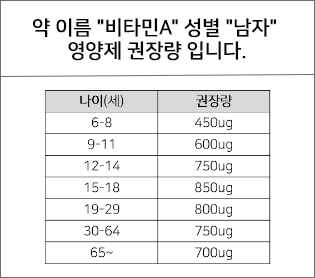 약 이름 "비타민A" 성별 "남자"
영양제 권장량 입니다.
나이(세) 권장량
6-8 450ug
9-11 600ug
12-14 750ug
15-18 850ug
19-29 800ug
30-64 750ug
65~ 700ug